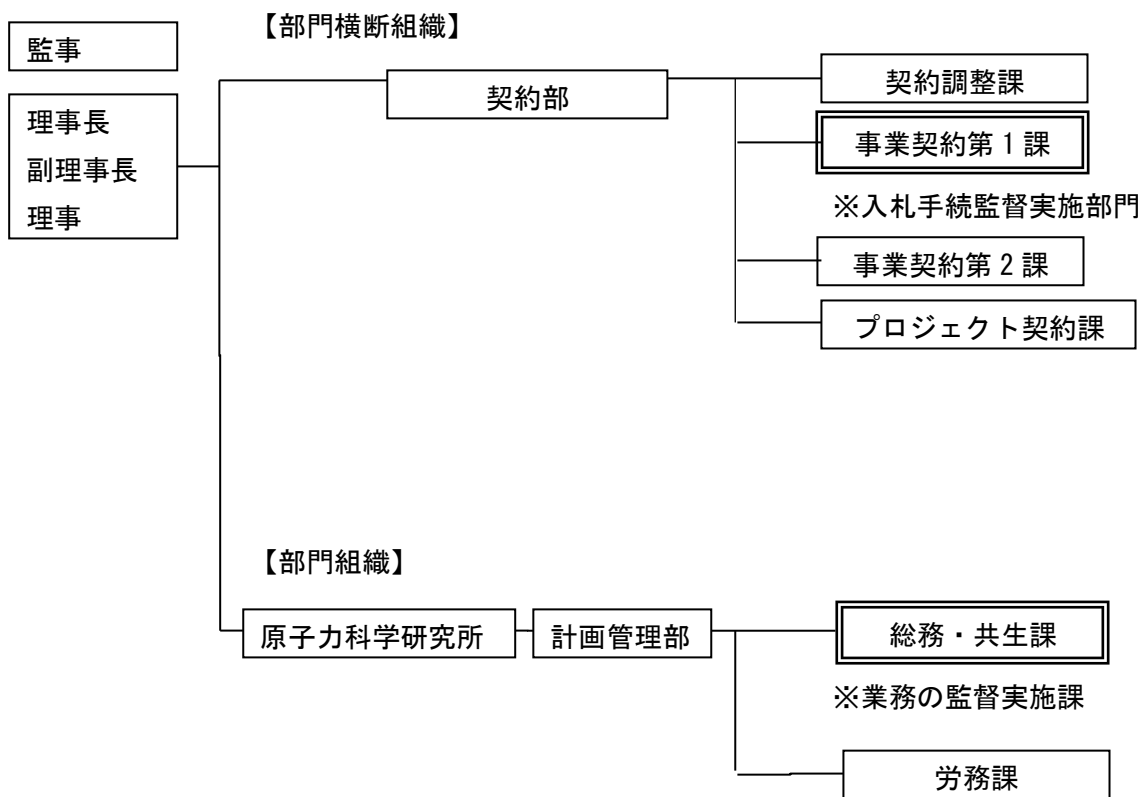 【部門横断組織】
監事
理事長
副理事長
理事
契約部
契約調整課
事業契約第1課
※入札手続監督実施部門
事業契約第2課
プロジェクト契約課
【部門組織】
原子力科学研究所
計画管理部
総務・共生課
※業務の監督実施課
労務課